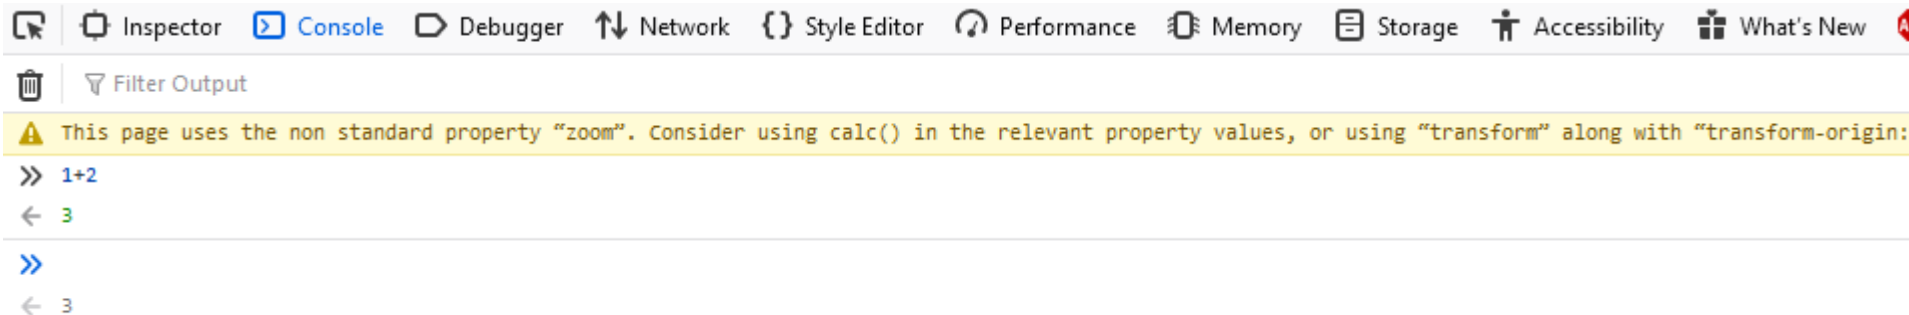 Inspector Console Debugger Network {} Style Editor Performance Memory Storage Accessibility What's New
Filter Output
This page uses the non standard property “zoom”. Consider using calc() in the relevant property values, or using “transform” along with “transform-origin:
» 1+2
← 3
»
← 3